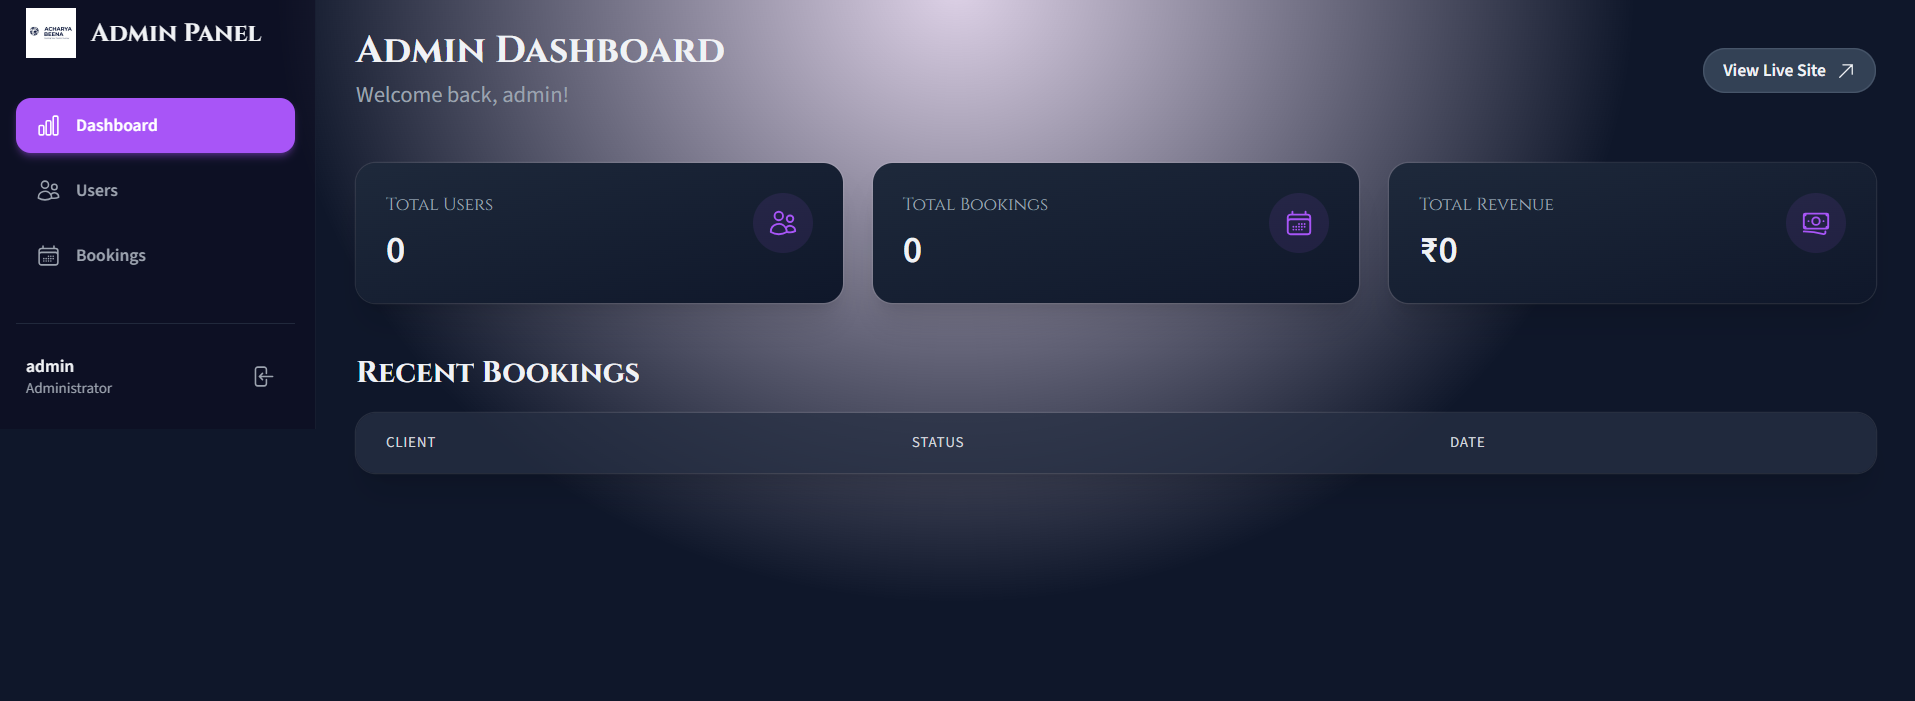 ACHARYA
BEENA
Admin Panel
Dashboard
Users
Bookings
admin
Administrator
Admin Dashboard
Welcome back, admin!
View Live Site
Total Users
0
Total Bookings
0
Total Revenue
₹0
Recent Bookings
CLIENT STATUS DATE